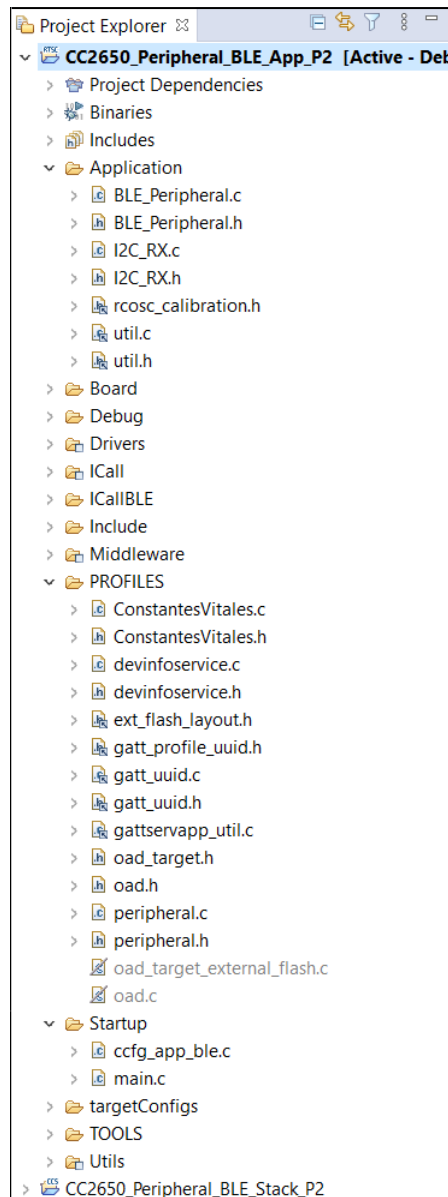 Project Explorer
CC2650_Peripheral_BLE_App_P2 [Active - Deb
Project Dependencies
Binaries
Includes
Application
BLE_Peripheral.c
BLE_Peripheral.h
I2C_RX.c
I2C_RX.h
rcosc_calibration.h
util.c
util.h
Board
Debug
Drivers
ICall
ICallBLE
Include
Middleware
PROFILES
ConstantesVitales.c
ConstantesVitales.h
devinfoservice.c
devinfoservice.h
ext_flash_layout.h
gatt_profile_uuid.h
gatt_uuid.c
gatt_uuid.h
gattservapp_util.c
oad_target.h
oad.h
peripheral.c
peripheral.h
oad_target_external_flash.c
oad.c
Startup
ccfg_app_ble.c
main.c
targetConfigs
TOOLS
Utils
CC2650_Peripheral_BLE_Stack_P2